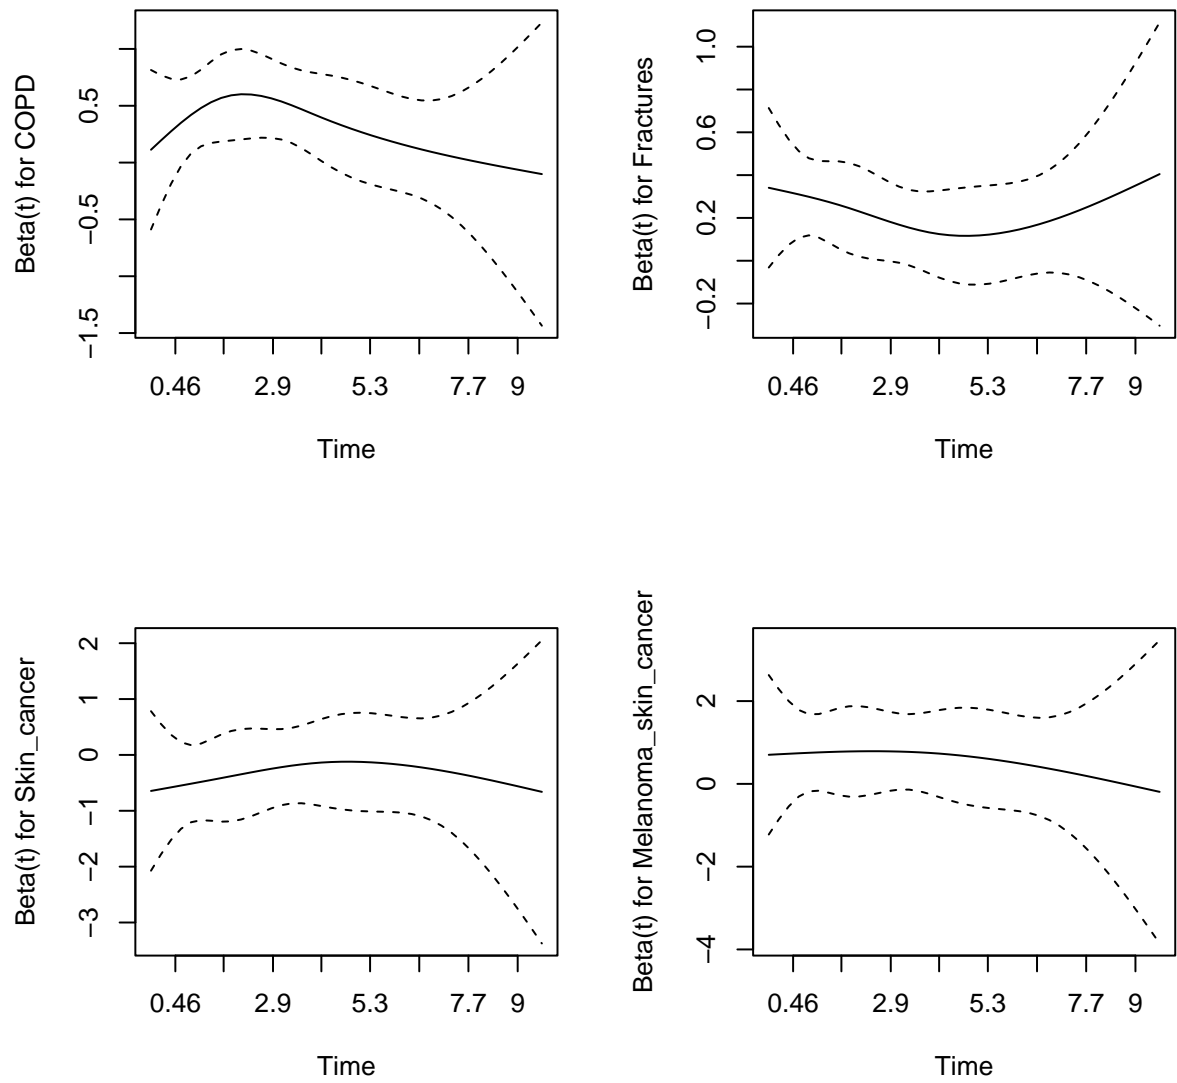 Beta(t) for COPD
0.5
−0.5
−1.5
0.46 2.9 5.3 7.7 9
Time
Beta(t) for Fractures
1.0
0.6
0.2
−0.2
0.46 2.9 5.3 7.7 9
Time
Beta(t) for Skin_cancer
2
1
0
−1
−2
−3
0.46 2.9 5.3 7.7 9
Time
Beta(t) for Melanoma_skin_cancer
2
0
−2
−4
0.46 2.9 5.3 7.7 9
Time